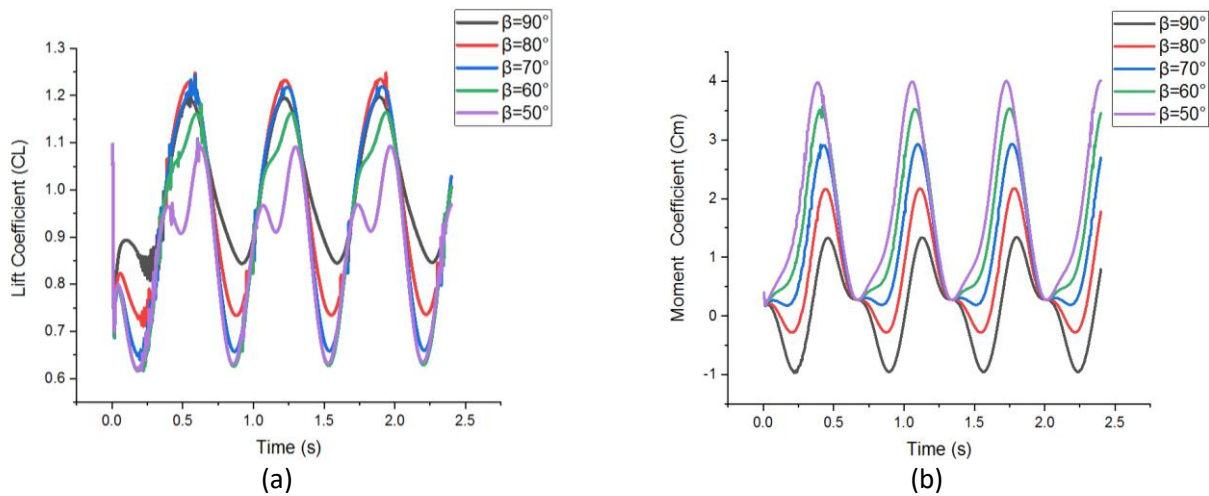 β=90°
β=80°
β=70°
β=60°
β=50°
1.3
1.2
1.1
1.0
0.9
0.8
0.7
0.6
Lift Coefficient (CL)
0.0
0.5
1.0
1.5
2.0
2.5
Time (s)
(a)
β=90°
β=80°
β=70°
β=60°
β=50°
4
3
2
1
0
-1
Moment Coefficient (Cm)
0.0
0.5
1.0
1.5
2.0
2.5
Time (s)
(b)